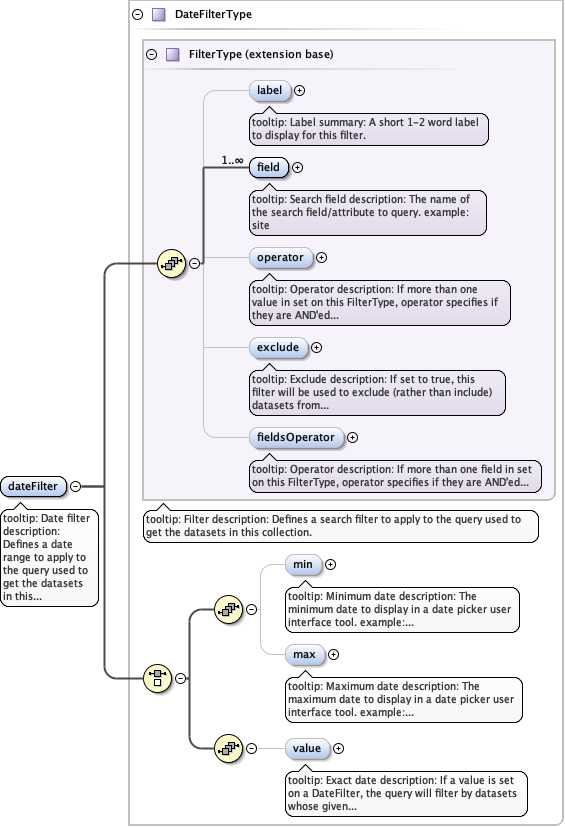 DateFilterType
FilterType (extension base)
label
tooltip: Label summary: A short 1-2 word label
to display for this filter.
1..∞
field
tooltip: Search field description: The name of
the search field/attribute to query. example:
site
operator
tooltip: Operator description: If more than one
value in set on this FilterType, operator specifies if
they are AND'ed...
exclude
tooltip: Exclude description: If set to true, this
filter will be used to exclude (rather than include)
datasets from...
fieldsOperator
tooltip: Operator description: If more than one field in set
on this FilterType, operator specifies if they are AND'ed...
dateFilter
tooltip: Date filter
description:
Defines a date
range to apply to
the query used to
get the datasets
in this...
tooltip: Filter description: Defines a search filter to apply to the query used to
get the datasets in this collection.
min
tooltip: Minimum date description: The
minimum date to display in a date picker user
interface tool. example:...
max
tooltip: Maximum date description: The
maximum date to display in a date picker user
interface tool. example:...
value
tooltip: Exact date description: If a value is set
on a DateFilter, the query will filter by datasets
whose given...